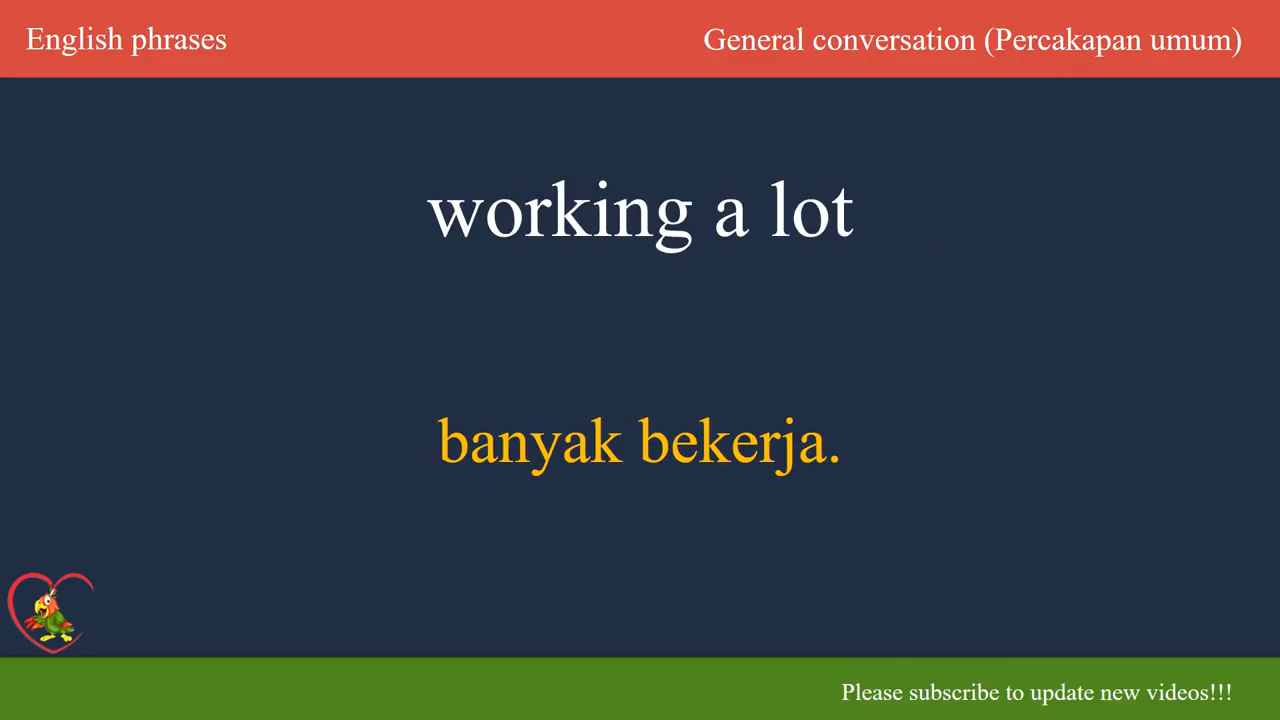 English phrases
General conversation (Percakapan umum)
working a lot
banyak bekerja.
Please subscribe to update new videos!!!